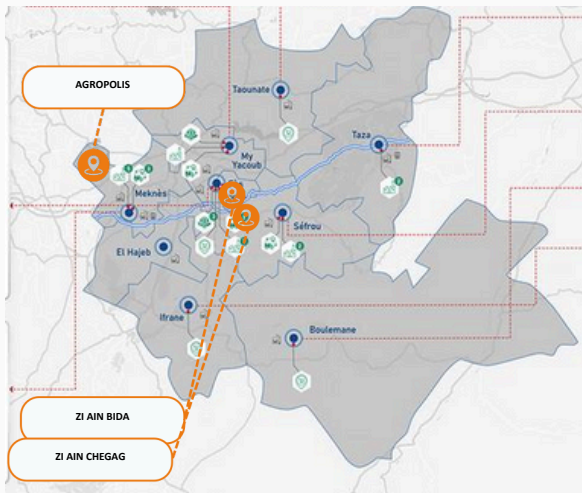 AGROPOLIS
Taounate
Taza
My
Yacoub
Meknès
Séfrou
El Hajeb
Ifrane
Boulemane
ZI AIN BIDA
ZI AIN CHEGAG